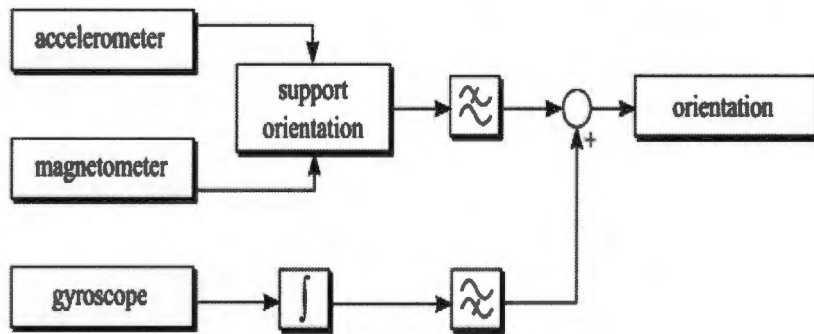 accelerometer
support
orientation
orientation
magnetometer
+
gyroscope
∫